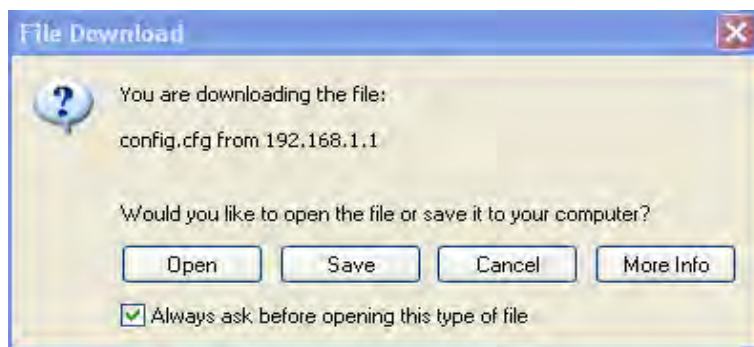 File Download
You are downloading the file:
config.cfg from 192.168.1.1
Would you like to open the file or save it to your computer?
Open Save Cancel More Info
Always ask before opening this type of file